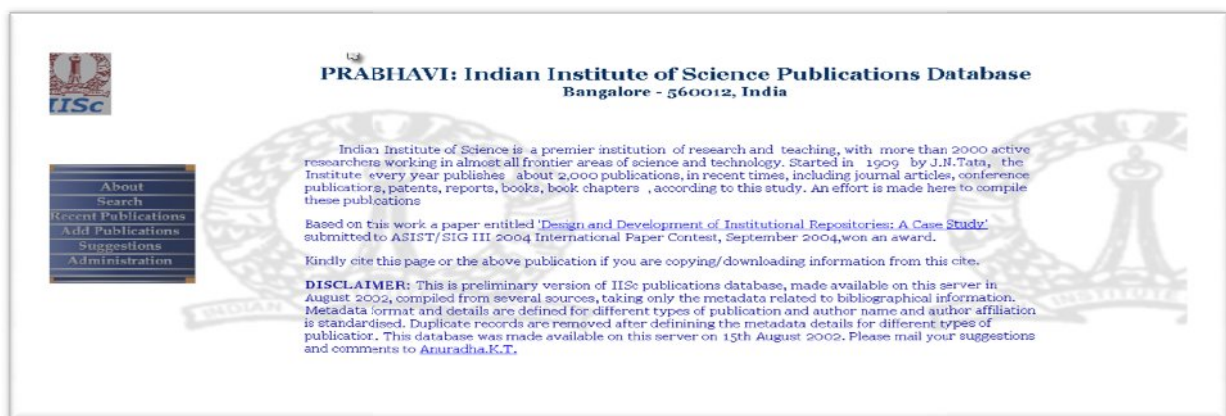 IISc
PRABHAVI: Indian Institute of Science Publications Database
Bangalore - 560012, India
About
Search
Recent Publications
Add Publications
Suggestions
Administration
Indian Institute of Science is a premier institution of research and teaching, with more than 2000 active
researchers working in almost all frontier areas of science and technology. Started in 1909 by J.N.Tata, the
Institute every year publishes about 2,000 publications, in recent times, including journal articles, conference
publications, patents, reports, books, book chapters , according to this study. An effort is made here to compile
these publications
Based on this work a paper entitled 'Design and Development of Institutional Repositories: A Case Study'
submitted to ASIST/SIG III 2004 International Paper Contest, September 2004,won an award.
Kindly cite this page or the above publication if you are copying/downloading information from this cite.
DISCLAIMER: This is preliminary version of IISc publications database, made available on this server in
August 2002, compiled from several sources, taking only the metadata related to bibliographical information.
Metadata format and details are defined for different types of publication and author name and author affiliation
is standardised. Duplicate records are removed after definining the metadata details for different types of
publication. This database was made available on this server on 15th August 2002. Please mail your suggestions
and comments to Anuradha.K.T.
INDIAN
INSTITUTE